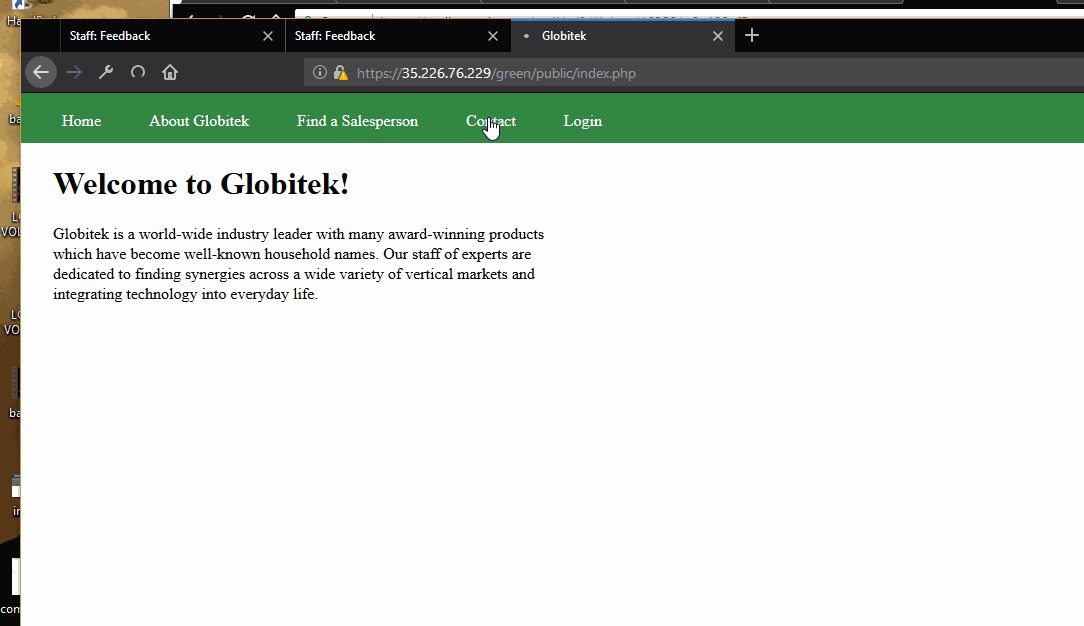 Staff: Feedback
Staff: Feedback
Globitek
https://35.226.76.229/green/public/index.php
Home
About Globitek
Find a Salesperson
Contact
Login
Welcome to Globitek!
Globitek is a world-wide industry leader with many award-winning products
which have become well-known household names. Our staff of experts are
dedicated to finding synergies across a wide variety of vertical markets and
integrating technology into everyday life.